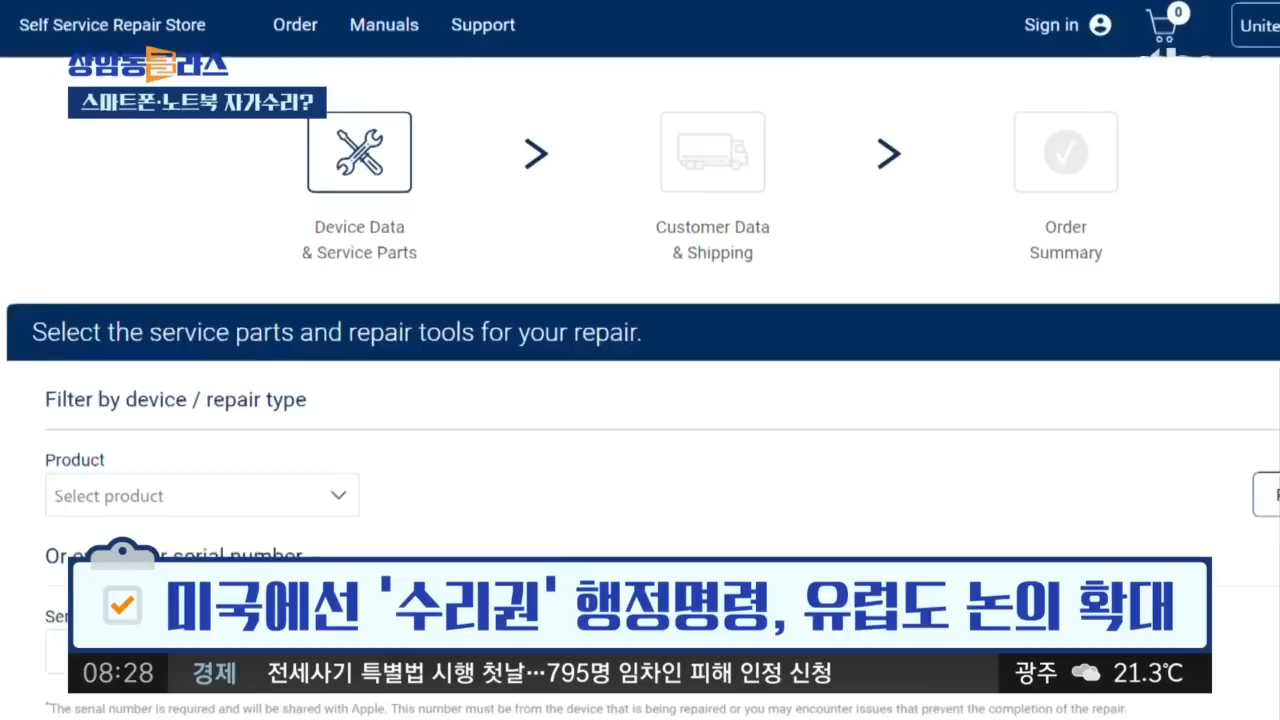 Self Service Repair Store
Order
Manuals
Support
Sign in
0
상암동클라스
스마트폰·노트북 자가수리?
Device Data
& Service Parts
Customer Data
& Shipping
Order
Summary
Select the service parts and repair tools for your repair.
Filter by device / repair type
Product
Select product
serial number
미국에선 '수리권' 행정명령, 유럽도 논의 확대
08:28 경제 전세사기 특별법 시행 첫날…795명 임차인 피해 인정 신청 광주 21.3℃
*The serial number is required and will be shared with Apple. This number must be from the device that is being repaired or you may encounter issues that prevent the completion of the repair.